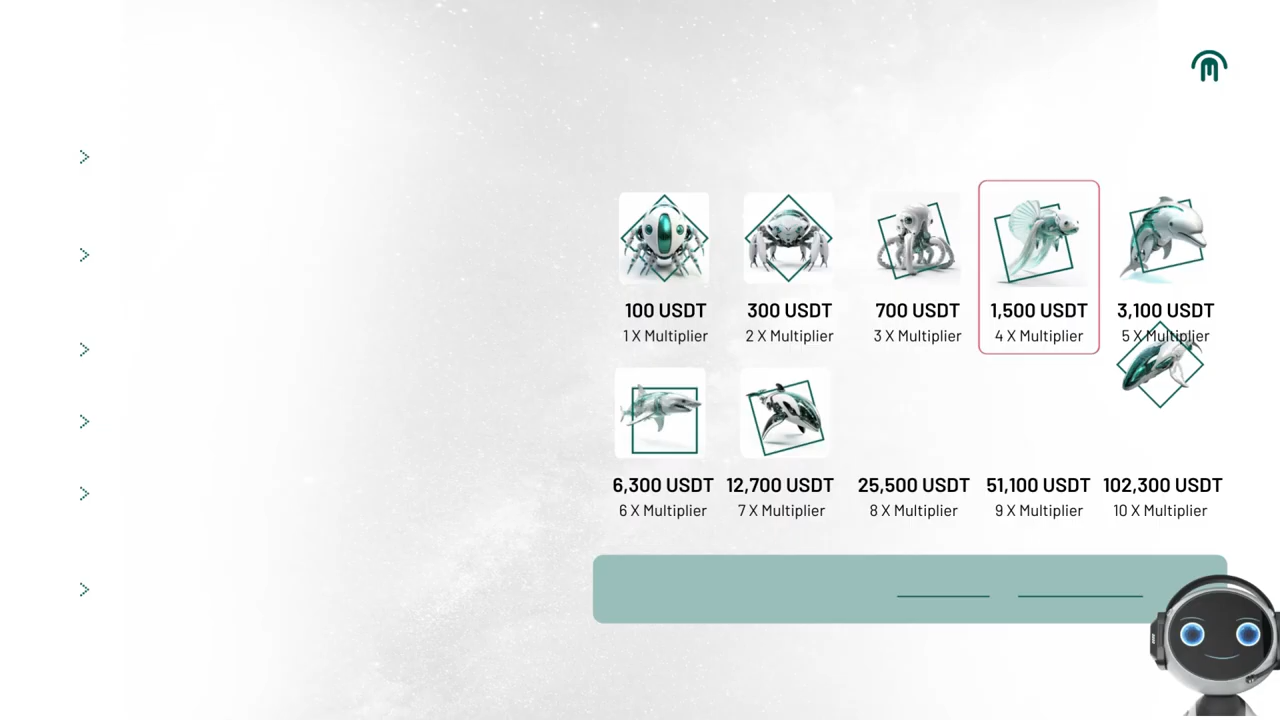 100 USDT
300 USDT
700 USDT
1,500 USDT
3,100 USDT
1 X Multiplier
2 X Multiplier
3 X Multiplier
4 X Multiplier
5 X Multiplier
6,300 USDT
12,700 USDT
25,500 USDT
51,100 USDT
102,300 USDT
6 X Multiplier
7 X Multiplier
8 X Multiplier
9 X Multiplier
10 X Multiplier